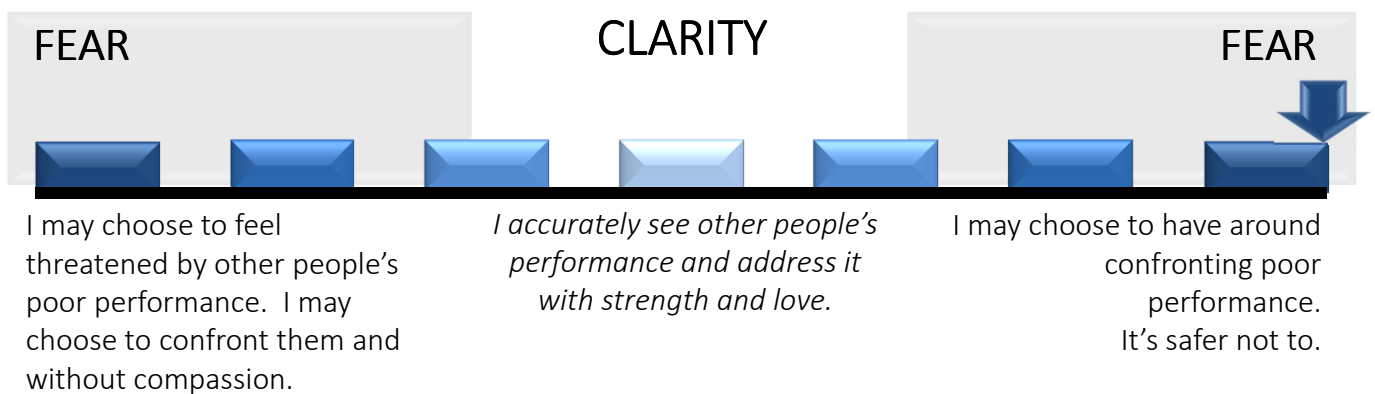 FEAR
CLARITY
FEAR
I may choose to feel
threatened by other people’s
poor performance.  I may
choose to confront them and
without compassion.
I accurately see other people’s
performance and address it
with strength and love.
I may choose to have around
confronting poor
performance.
It’s safer not to.